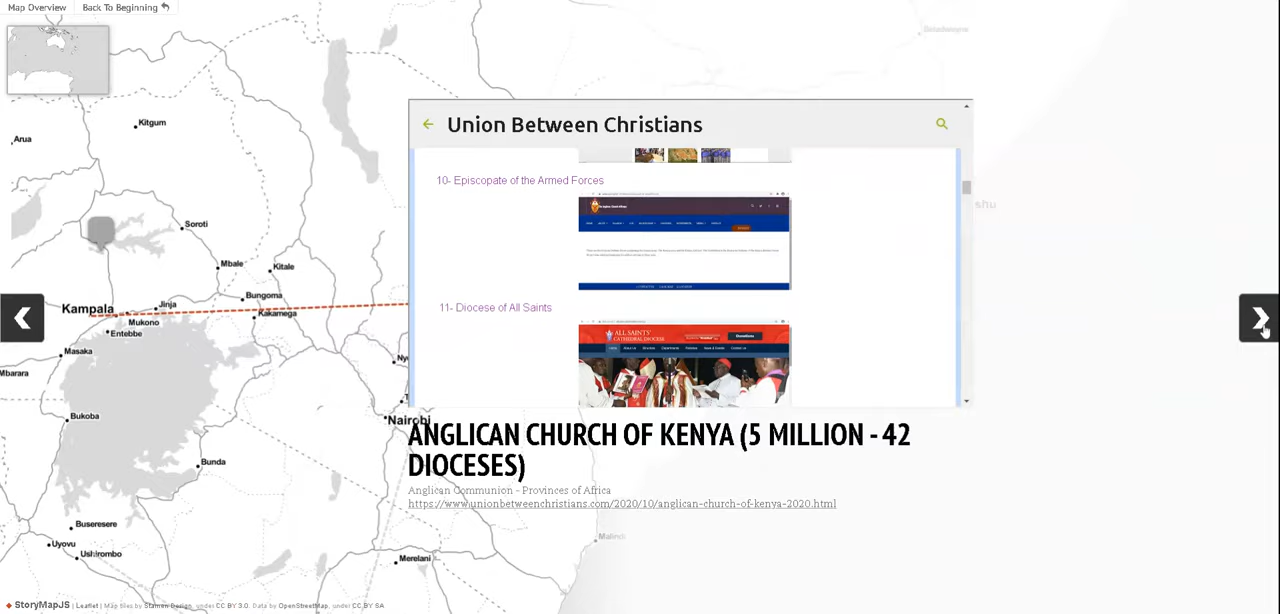 Map Overview
Back To Beginning
Betedweyne
Kitgum
Arua
Union Between Christians
10- Episcopate of the Armed Forces
shu
Soroti
Mbale
Kitale
Bungoma
Kampala
Jinja
Kakamega
Mukono
Entebbe
11- Diocese of All Saints
ALL SAINTS'
CATHEDRAL DIOCESE
Donations
Masaka
Mbarara
Ny
Bukoba
Nairobi
ANGLICAN CHURCH OF KENYA (5 MILLION - 42
DIOCESES)
Bunda
Anglican Communion - Provinces of Africa
https://www.unionbetweenchristians.com/2020/10/anglican-church-of-kenya-2020.html
Buseresere
Malindi
Uyovu
Ushirombo
Merelani
StoryMapJS | Leaflet | Map tiles by Stamen Design, under CC BY 3.0. Data by OpenStreetMap, under CC BY SA